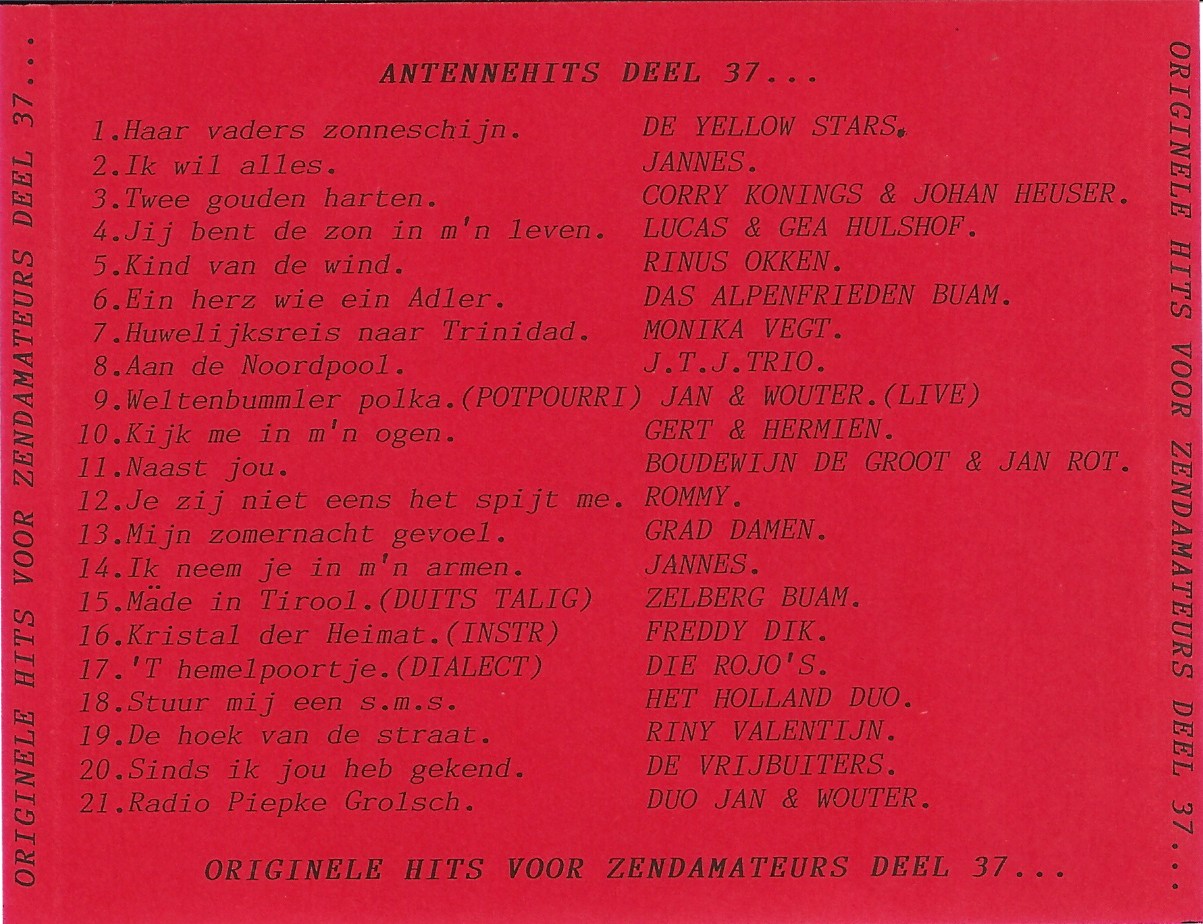 ANTENNEHITS DEEL 37...
1.Haar vaders zonneschijn. DE YELLOW STARS.
2.Ik wil alles. JANNES.
3.Twee gouden harten. CORRY KONINGS & JOHAN HEUSER.
4.Jij bent de zon in m'n leven. LUCAS & GEA HULSHOF.
5.Kind van de wind. RINUS OKKEN.
6.Ein herz wie ein Adler. DAS ALPENFRIEDEN BUAM.
7.Huwelijksreis naar Trinidad. MONIKA VEGT.
8.Aan de Noordpool. J.T.J.TRIO.
9.Weltenbummler polka.(POTPOURRI) JAN & WOUTER.(LIVE)
10.Kijk me in m'n ogen. GERT & HERMIEN.
11.Naast jou. BOUDEWIJN DE GROOT & JAN ROT.
12.Je zij niet eens het spijt me. ROMMY.
13.Mijn zomernacht gevoel. GRAD DAMEN.
14.Ik neem je in m'n armen. JANNES.
15.Mäde in Tirool.(DUITS TALIG) ZELBERG BUAM.
16.Kristal der Heimat.(INSTR) FREDDY DIK.
17.'T hemelpoortje.(DIALECT) DIE ROJO'S.
18.Stuur mij een s.m.s. HET HOLLAND DUO.
19.De hoek van de straat. RINY VALENTIJN.
20.Sinds ik jou heb gekend. DE VRIJBUITERS.
21.Radio Piepke Grolsch. DUO JAN & WOUTER.
ORIGINELE HITS VOOR ZENDAMATEURS DEEL 37...
ORIGINELE HITS VOOR ZENDAMATEURS DEEL 37...
ORIGINELE HITS VOOR ZENDAMATEURS DEEL 37...